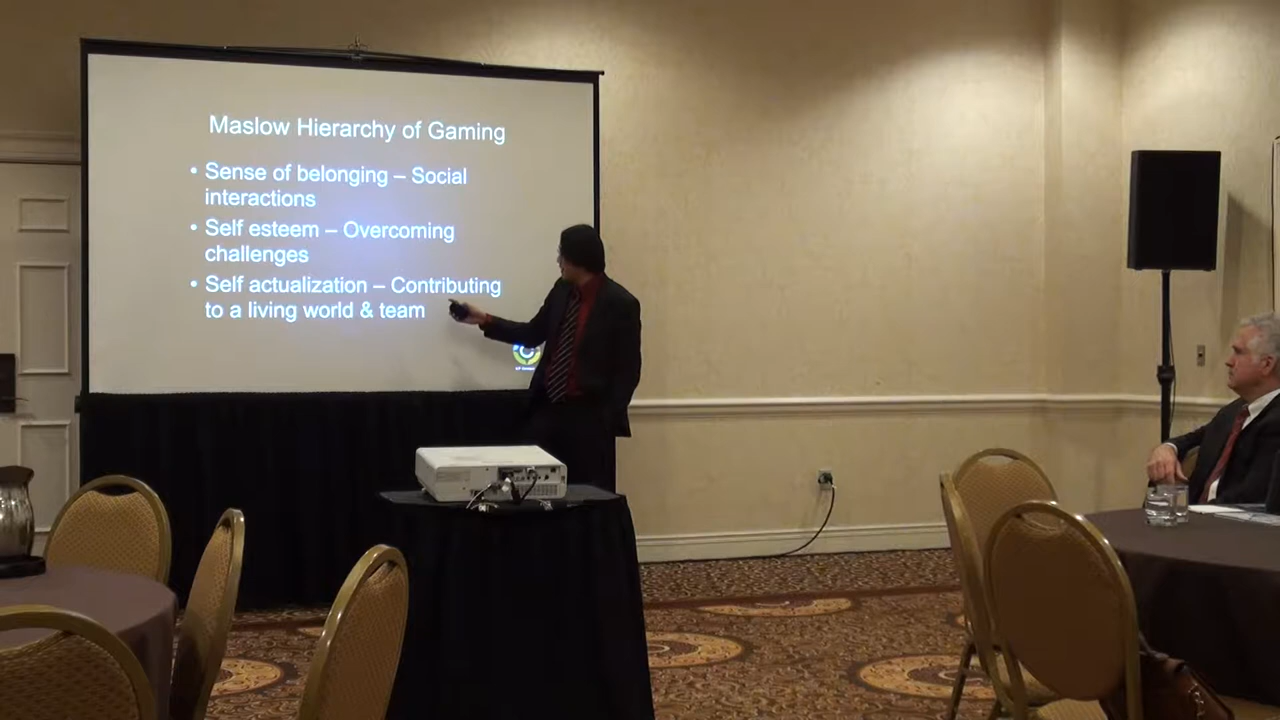 Maslow Hierarchy of Gaming
• Sense of belonging – Social
interactions
• Self esteem – Overcoming
challenges
• Self actualization – Contributing
to a living world & team